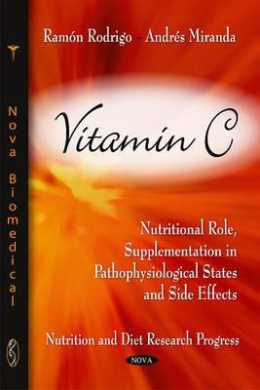 Ramón Rodrigo - Andrés Miranda
Vitamin C
Nova Biomedical
Nutritional Role,
Supplementation in
Pathophysiological States
and Side Effects
Nutrition and Diet Research Progress
NOVA